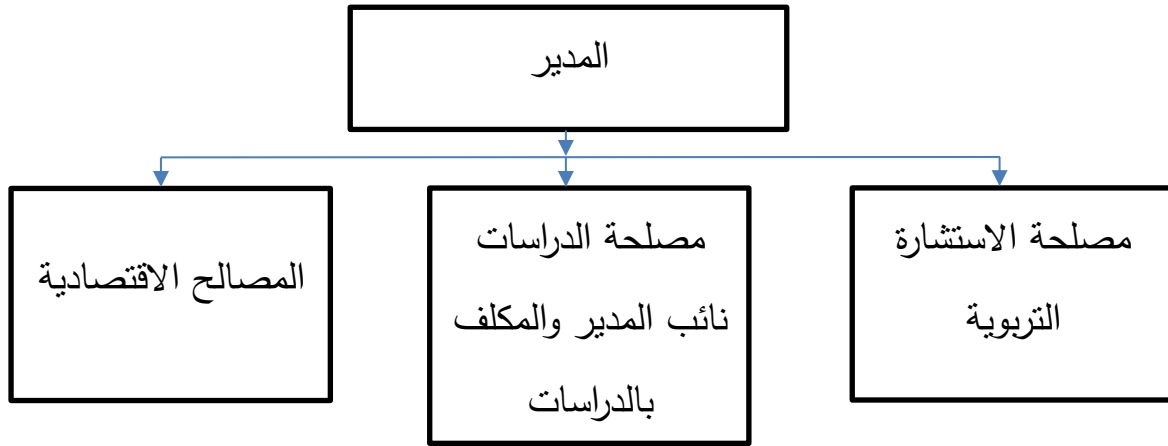 المدير
مصلحة الاستشارة
التربوية
مصلحة الدراسات
نائب المدير والمكلف
بالدراسات
المصالح الاقتصادية